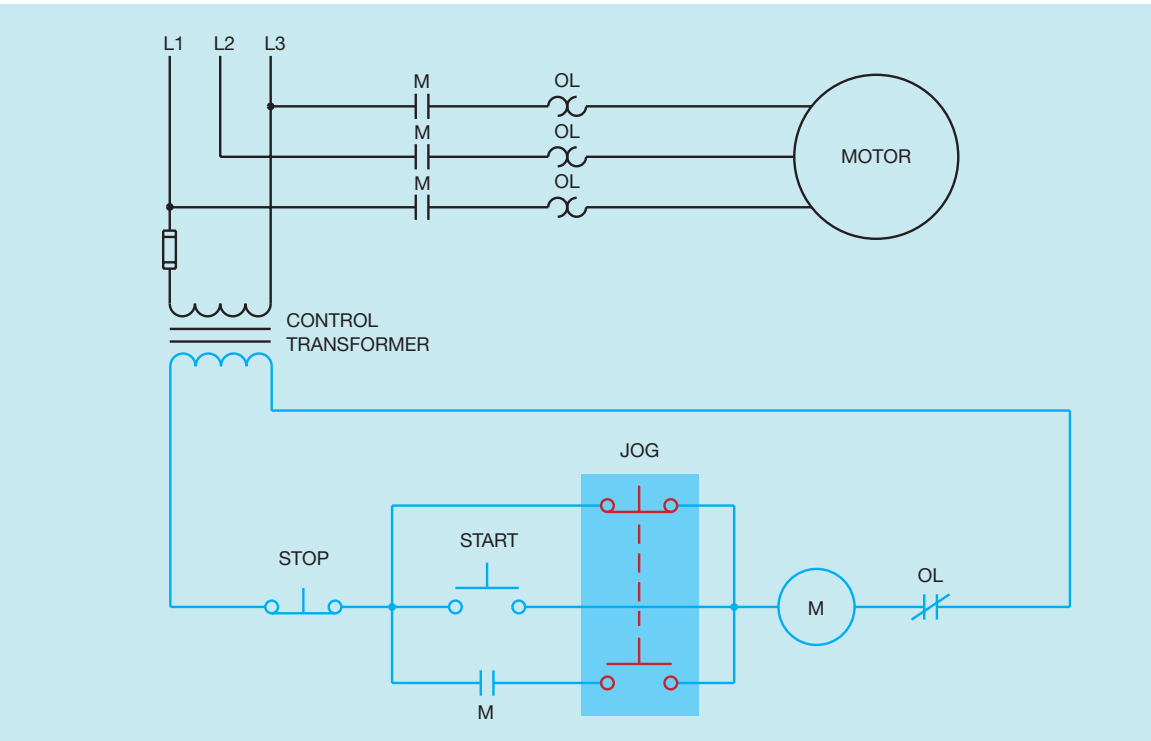 L1 L2 L3
M OL
M OL
MOTOR
M OL
CONTROL
TRANSFORMER
JOG
START
STOP
OL
M
M